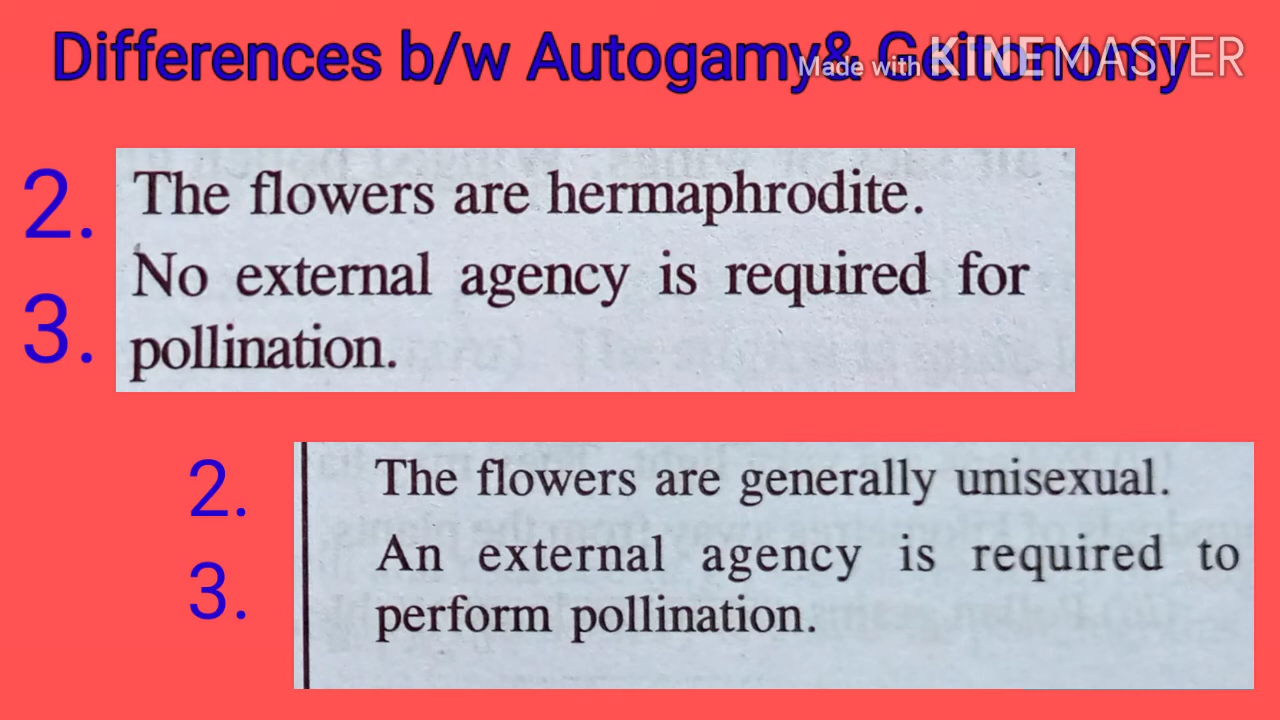 Differences b/w Autogamy& Geitonomy
Made with KINEMASTER
2. The flowers are hermaphrodite.
3. No external agency is required for
pollination.
2. The flowers are generally unisexual.
3. An external agency is required to
perform pollination.